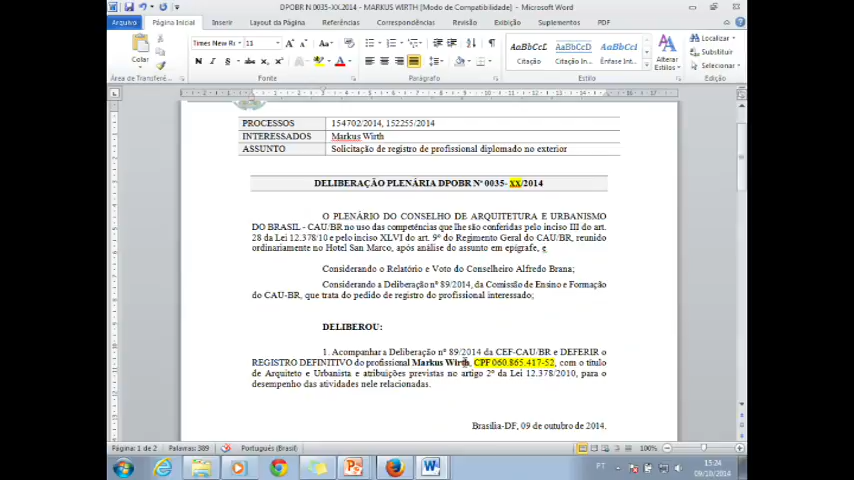 DPOBR N 0035-XX.2014 - MARKUS WIRTH [Modo de Compatibilidade] - Microsoft Word
Arquivo Página Inicial Inserir Layout da Página Referências Correspondências Revisão Exibição Suplementos PDF
Times New Ro 11 Aa
Colar
N I S abc
AaBbCcL AaBbCcL AaBbCcI
Citação Citação In... Ênfase Int...
Alterar Estilos
Localizar
Substituir
Selecionar
Área de Transferê... Fonte Parágrafo Estilo Edição
PROCESSOS 154702/2014, 152255/2014
INTERESSADOS Markus Wirth
ASSUNTO Solicitação de registro de profissional diplomado no exterior
DELIBERAÇÃO PLENÁRIA DPOBR Nº 0035- XX/2014
O PLENÁRIO DO CONSELHO DE ARQUITETURA E URBANISMO
DO BRASIL - CAU/BR no uso das competências que lhe são conferidas pelo inciso III do art.
28 da Lei 12.378/10 e pelo inciso XLVI do art. 9º do Regimento Geral do CAU/BR, reunido
ordinariamente no Hotel San Marco, após análise do assunto em epígrafe, e
Considerando o Relatório e Voto do Conselheiro Alfredo Brana;
Considerando a Deliberação nº 89/2014, da Comissão de Ensino e Formação
do CAU-BR, que trata do pedido de registro do profissional interessado;
DELIBEROU:
1. Acompanhar a Deliberação nº 89/2014 da CEF-CAU/BR e DEFERIR o
REGISTRO DEFINITIVO do profissional Markus Wirth, CPF 060.865.417-52, com o título
de Arquiteto e Urbanista e atribuições previstas no artigo 2º da Lei 12.378/2010, para o
desempenho das atividades nele relacionadas.
Brasília-DF, 09 de outubro de 2014.
Página: 1 de 2 Palavras: 389 Português (Brasil) 100%
PT 15:24
09/10/2014